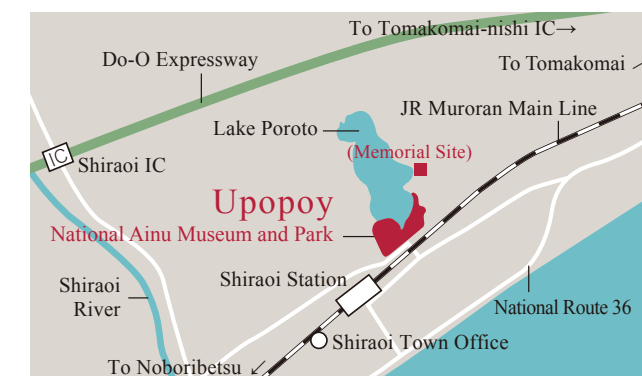 To Tomakomai-nishi IC→
Do-O Expressway
To Tomakomai
JR Muroran Main Line
Lake Poroto
(Memorial Site)
IC
Shiraoi IC
Upopoy
National Ainu Museum and Park
Shiraoi Station
Shiraoi
River
National Route 36
Shiraoi Town Office
To Noboribetsu ↙